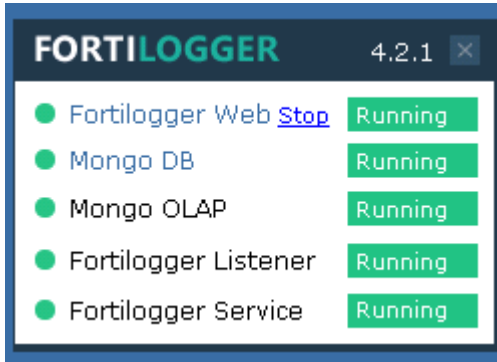 FORTILOGGER 4.2.1
Fortilogger Web Stop Running
Mongo DB Running
Mongo OLAP Running
Fortilogger Listener Running
Fortilogger Service Running